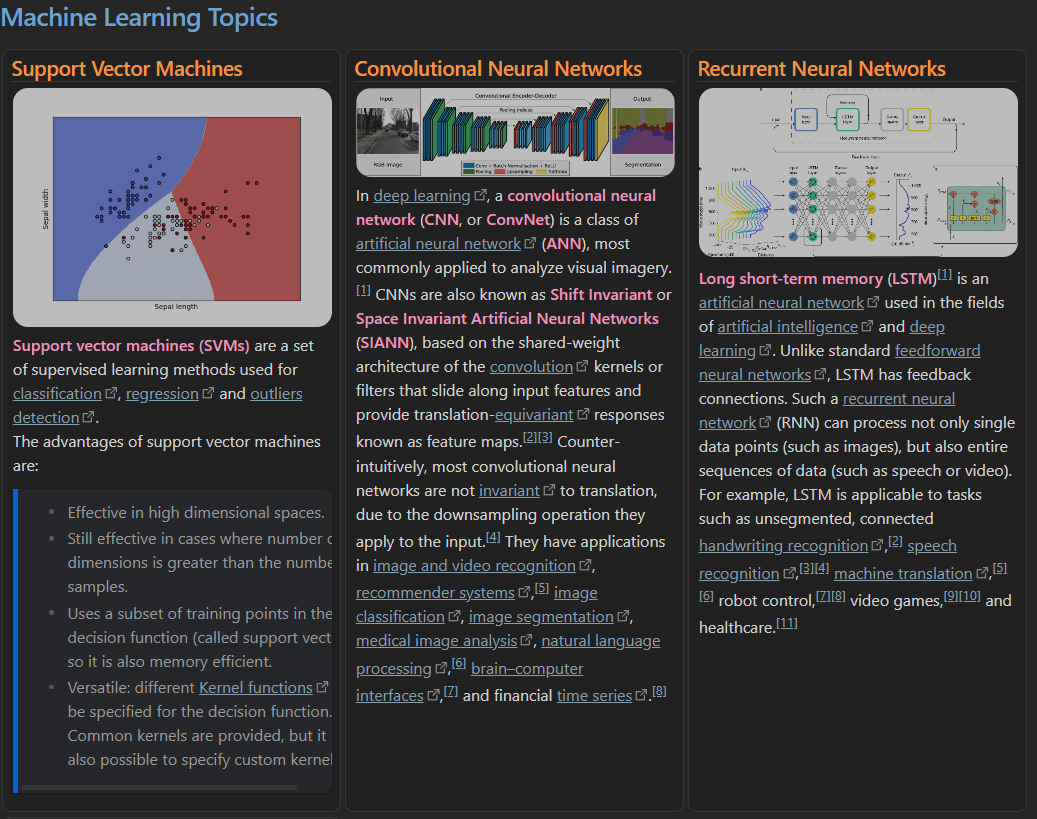 Machine Learning Topics
Support Vector Machines
Sepal width
Sepal length
Support vector machines (SVMs) are a set
of supervised learning methods used for
classification, regression and outliers
detection.
The advantages of support vector machines
are:
Effective in high dimensional spaces.
Still effective in cases where number
dimensions is greater than the numbe
samples.
Uses a subset of training points in the
decision function (called support vect
so it is also memory efficient.
Versatile: different Kernel functions
be specified for the decision function.
Common kernels are provided, but it
also possible to specify custom kernel
Convolutional Neural Networks
Input
Convolutional Encoder-Decoder
Output
Pooling Indices
RGB Image
Conv + Batch Normalisation + ReLU
Pooling
Upsampling
Softmax
Segmentation
In deep learning, a convolutional neural
network (CNN, or ConvNet) is a class of
artificial neural network (ANN), most
commonly applied to analyze visual imagery.
[1] CNNs are also known as Shift Invariant or
Space Invariant Artificial Neural Networks
(SIANN), based on the shared-weight
architecture of the convolution kernels or
filters that slide along input features and
provide translation-equivariant responses
known as feature maps.[2][3] Counter-
intuitively, most convolutional neural
networks are not invariant to translation,
due to the downsampling operation they
apply to the input.[4] They have applications
in image and video recognition,
recommender systems,[5] image
classification, image segmentation,
medical image analysis, natural language
processing,[6] brain–computer
interfaces,[7] and financial time series.[8]
Recurrent Neural Networks
Memory
Input
Input layer
LSTM layer
Output layer
Output
Recurrent neural memory
Feedback loop
Long short-term memory (LSTM)[1] is an
artificial neural network used in the fields
of artificial intelligence and deep
learning. Unlike standard feedforward
neural networks, LSTM has feedback
connections. Such a recurrent neural
network (RNN) can process not only single
data points (such as images), but also entire
sequences of data (such as speech or video).
For example, LSTM is applicable to tasks
such as unsegmented, connected
handwriting recognition,[2] speech
recognition,[3][4] machine translation,[5]
[6] robot control,[7][8] video games,[9][10] and
healthcare.[11]